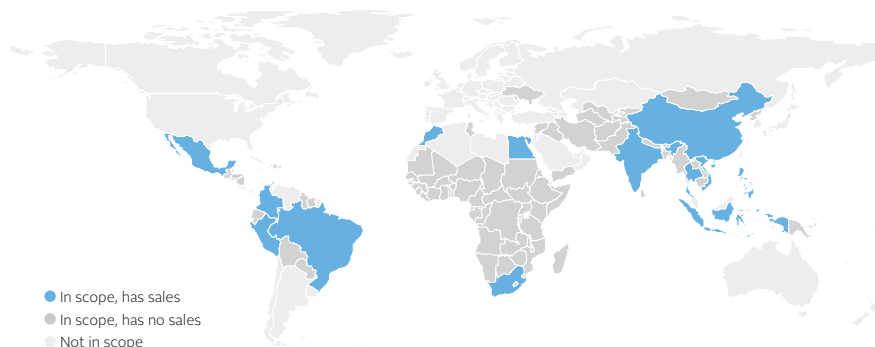 In scope, has sales
In scope, has no sales
Not in scope